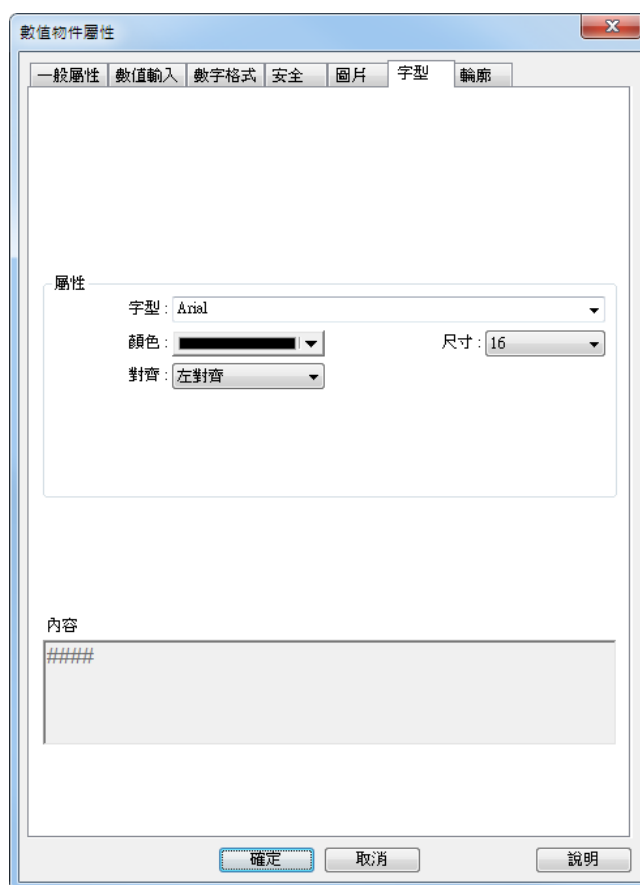 數值物件屬性
一般屬性 數值輸入 數字格式 安全 圖片 字型 輪廓
屬性
字型 : Arial
顏色 : 尺寸 : 16
對齊 : 左對齊
內容
####
確定 取消 說明